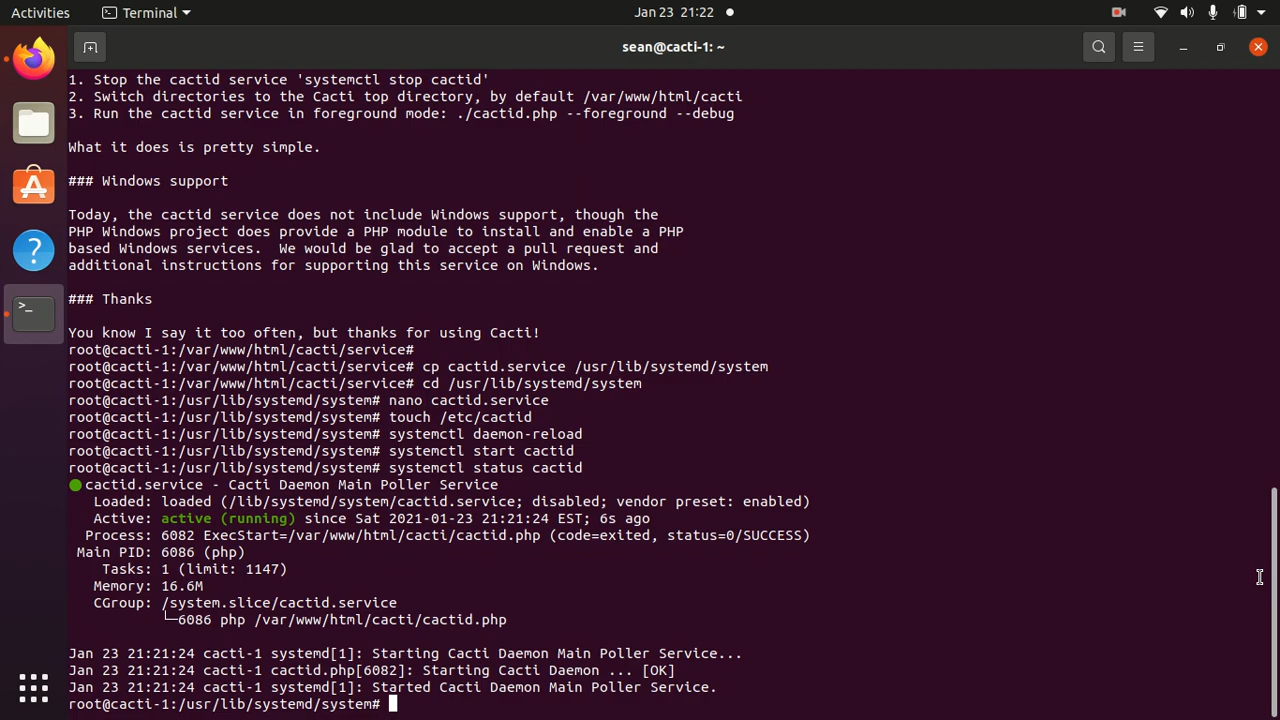 Activities
Terminal
Jan 23 21:22
sean@cacti-1: ~
1. Stop the cactid service 'systemctl stop cactid'
2. Switch directories to the Cacti top directory, by default /var/www/html/cacti
3. Run the cactid service in foreground mode: ./cactid.php --foreground --debug
What it does is pretty simple.
### Windows support
Today, the cactid service does not include Windows support, though the
PHP Windows project does provide a PHP module to install and enable a PHP
based Windows services.  We would be glad to accept a pull request and
additional instructions for supporting this service on Windows.
### Thanks
You know I say it too often, but thanks for using Cacti!
root@cacti-1:/var/www/html/cacti/service#
root@cacti-1:/var/www/html/cacti/service# cp cactid.service /usr/lib/systemd/system
root@cacti-1:/var/www/html/cacti/service# cd /usr/lib/systemd/system
root@cacti-1:/usr/lib/systemd/system# nano cactid.service
root@cacti-1:/usr/lib/systemd/system# touch /etc/cactid
root@cacti-1:/usr/lib/systemd/system# systemctl daemon-reload
root@cacti-1:/usr/lib/systemd/system# systemctl start cactid
root@cacti-1:/usr/lib/systemd/system# systemctl status cactid
● cactid.service - Cacti Daemon Main Poller Service
Loaded: loaded (/lib/systemd/system/cactid.service; disabled; vendor preset: enabled)
Active: active (running) since Sat 2021-01-23 21:21:24 EST; 6s ago
Process: 6082 ExecStart=/var/www/html/cacti/cactid.php (code=exited, status=0/SUCCESS)
Main PID: 6086 (php)
Tasks: 1 (limit: 1147)
Memory: 16.6M
CGroup: /system.slice/cactid.service
└─6086 php /var/www/html/cacti/cactid.php
Jan 23 21:21:24 cacti-1 systemd[1]: Starting Cacti Daemon Main Poller Service...
Jan 23 21:21:24 cacti-1 cactid.php[6082]: Starting Cacti Daemon ... [OK]
Jan 23 21:21:24 cacti-1 systemd[1]: Started Cacti Daemon Main Poller Service.
root@cacti-1:/usr/lib/systemd/system#